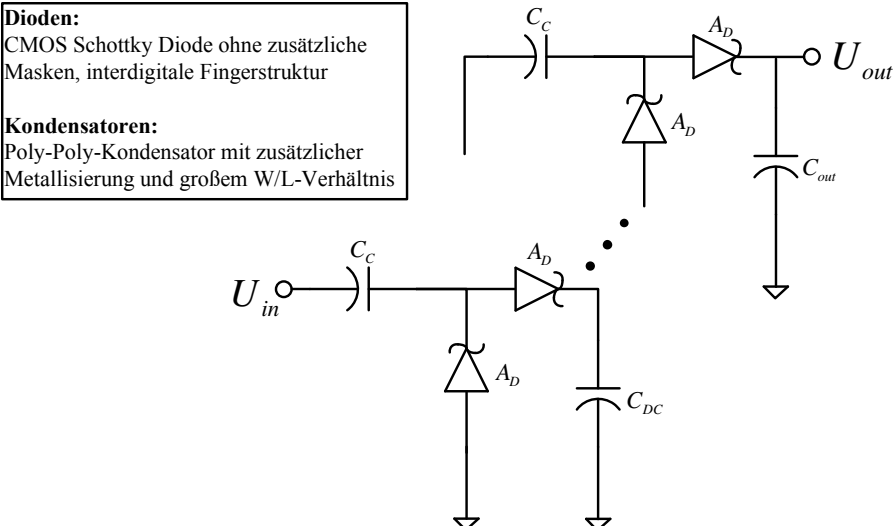 Dioden:
CMOS Schottky Diode ohne zusätzliche
Masken, interdigitale Fingerstruktur
Kondensatoren:
Poly-Poly-Kondensator mit zusätzlicher
Metallisierung und großem W/L-Verhältnis
C_C
A_D
U_out
A_D
C_out
C_C
A_D
U_in
A_D
C_DC